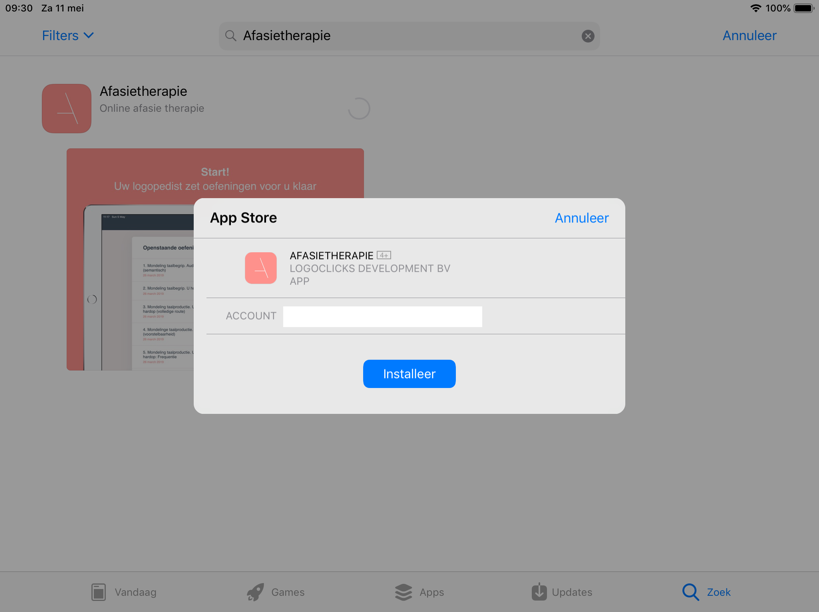 09:30 Za 11 mei
100%
Filters
Afasietherapie
Annuleer
Afasietherapie
Online afasie therapie
Start!
Uw logopedist zet oefeningen voor u klaar
Openstaande oefeni
App Store
Annuleer
AFASIETHERAPIE 4+
LOGOCLICKS DEVELOPMENT BV
APP
ACCOUNT
Installeer
Vandaag
Games
Apps
Updates
Zoek